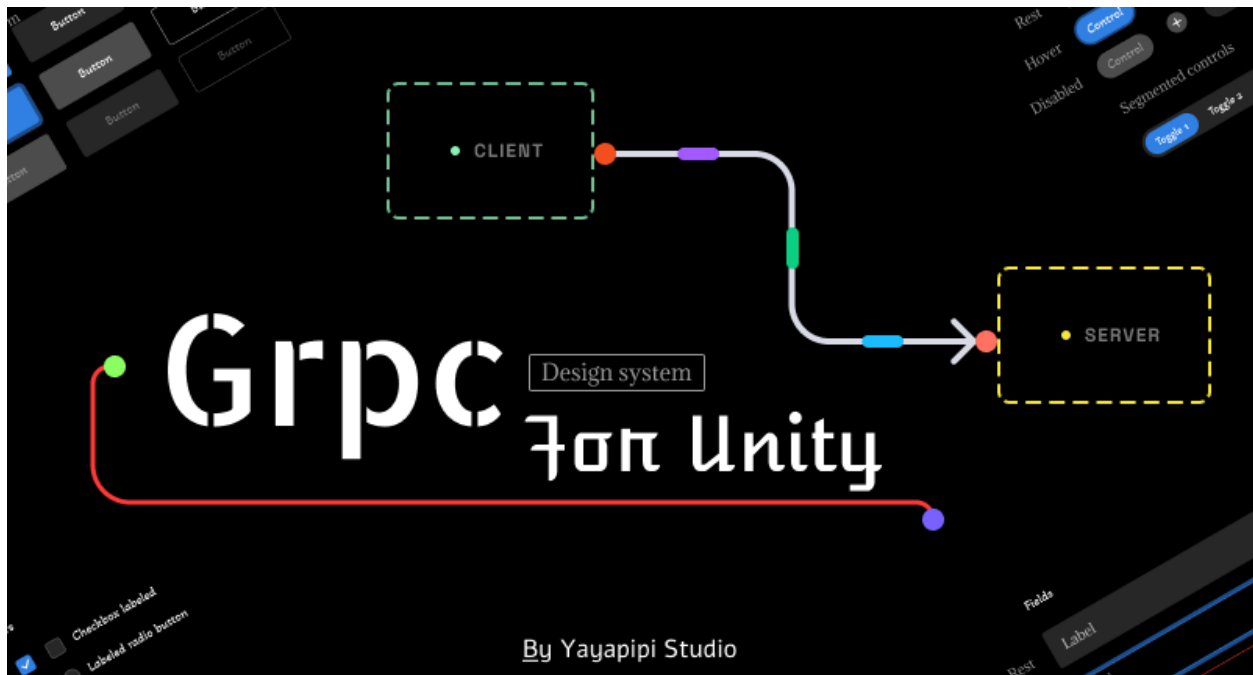 Button
Button
Button
Button
Rest
Control
Hover
Control
+
Disabled
Segmented controls
Toggle 1
Toggle 2
CLIENT
SERVER
Grpc
Design system
For Unity
By Yayapipi Studio
Checkbox labeled
Labeled radio button
Fields
Label
Rest